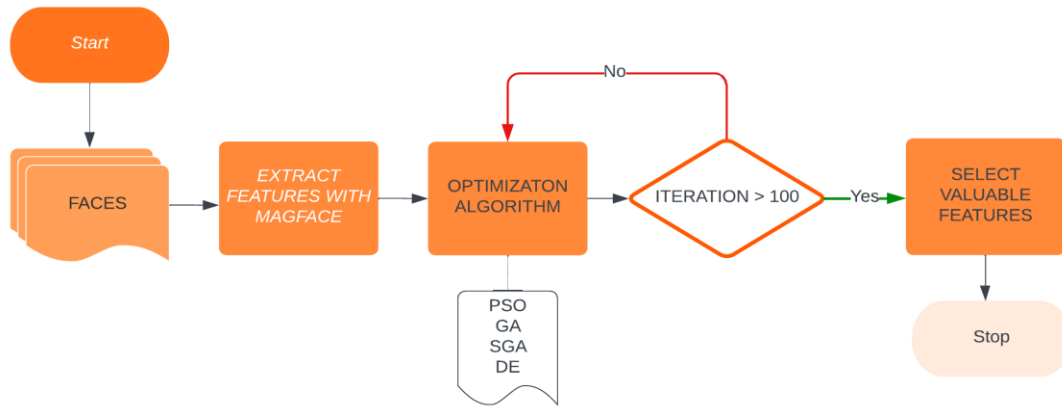 Start
FACES
EXTRACT
FEATURES WITH
MAGFACE
OPTIMIZATON
ALGORITHM
PSO
GA
SGA
DE
No
ITERATION > 100
Yes
SELECT
VALUABLE
FEATURES
Stop